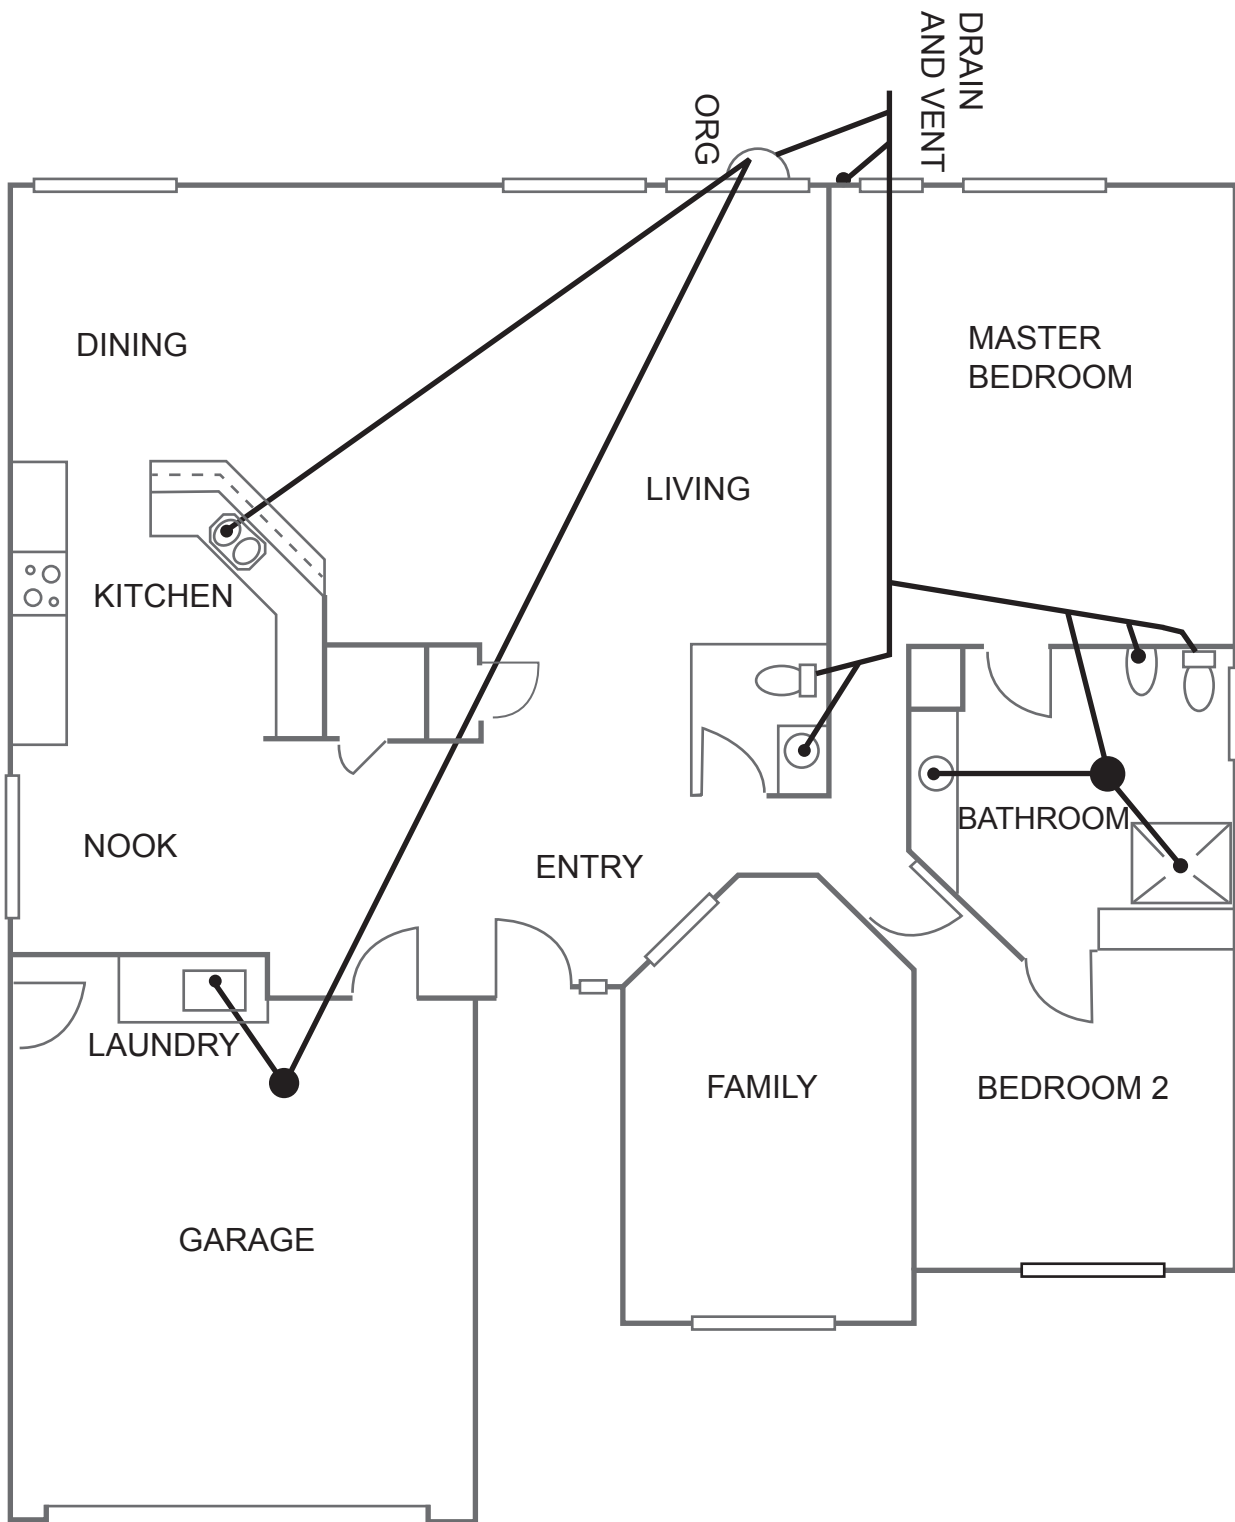 DRAIN
AND VENT
ORG
DINING
MASTER
BEDROOM
LIVING
KITCHEN
BATHROOM
NOOK
ENTRY
LAUNDRY
FAMILY
BEDROOM 2
GARAGE